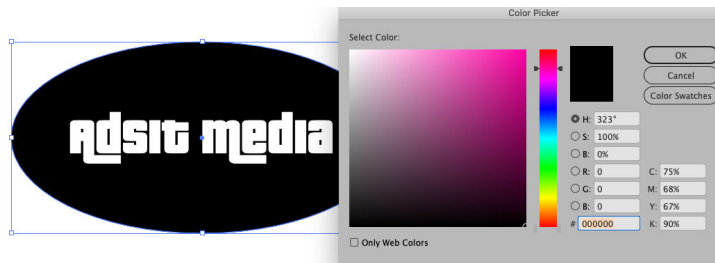 Color Picker
Select Color:
OK
Cancel
Color Swatches
Adsit media
H: 323°
S: 100%
B: 0%
R: 0 C: 75%
G: 0 M: 68%
B: 0 Y: 67%
# 000000 K: 90%
Only Web Colors